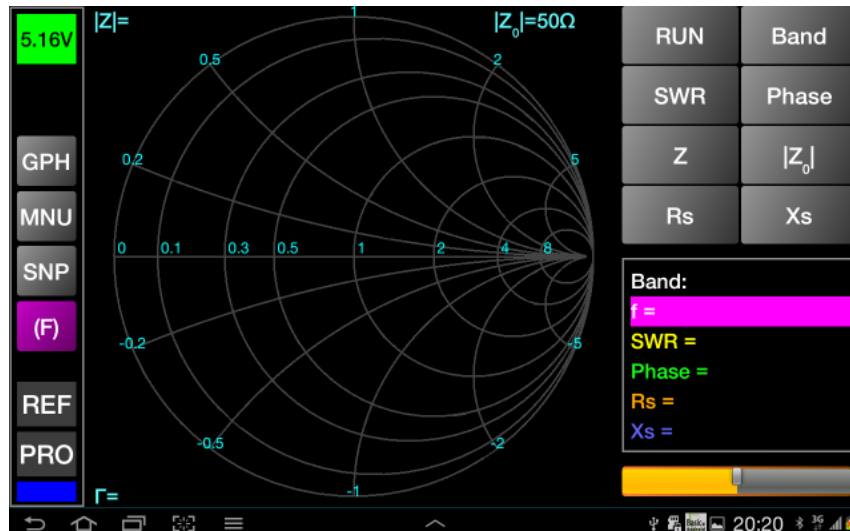 5.16V
GPH
MNU
SNP
(F)
REF
PRO
|Z|=
|Z₀|=50Ω
1
0.5
2
0.2
5
0 0.1 0.3 0.5 1 2 4 8
-0.2
-5
-0.5
-2
-1
Γ=
RUN Band
SWR Phase
Z |Z₀|
Rs Xs
Band:
f =
SWR =
Phase =
Rs =
Xs =
20:20 3G